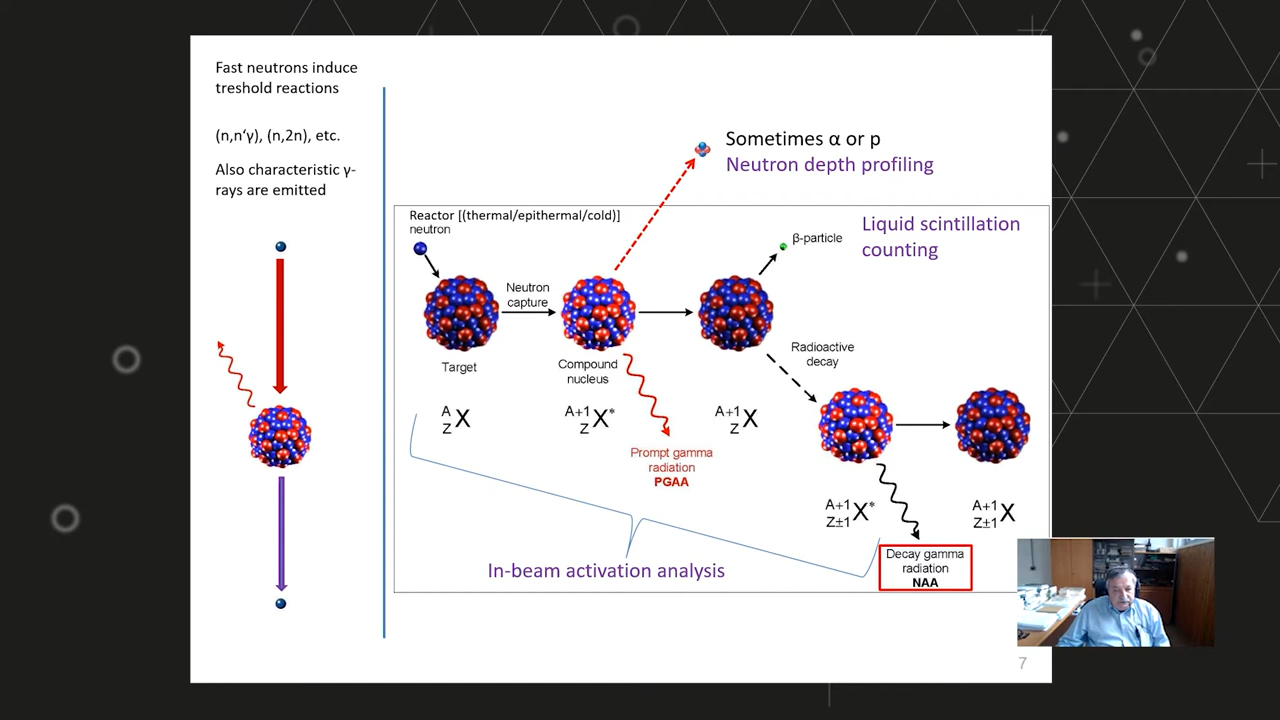 Fast neutrons induce
treshold reactions
(n,n‘γ), (n,2n), etc.
Also characteristic γ-
rays are emitted
Sometimes α or p
Neutron depth profiling
Reactor [(thermal/epithermal/cold)]
neutron
Liquid scintillation
counting
β-particle
Neutron
capture
Radioactive
decay
Target
Compound
nucleus
A
Z X
A+1
Z X*
A+1
Z X
Prompt gamma
radiation
PGAA
A+1
Z±1 X*
A+1
Z±1 X
Decay gamma
radiation
NAA
In-beam activation analysis
7